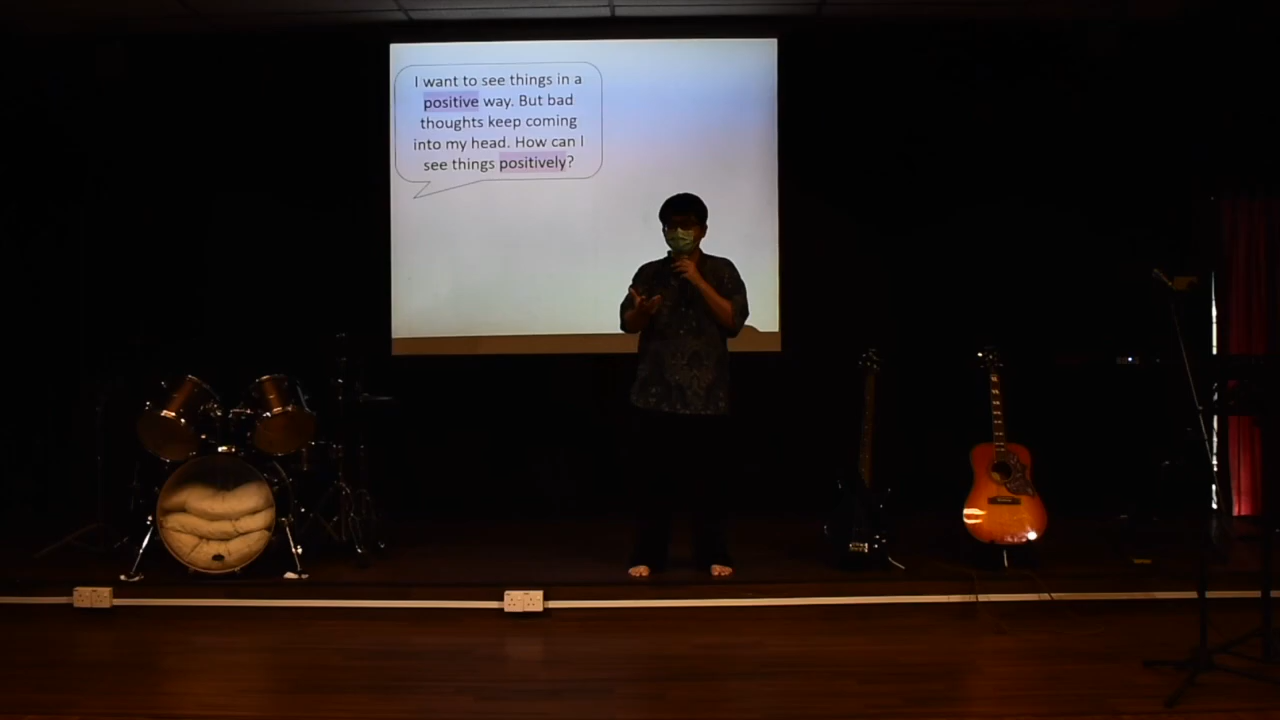 I want to see things in a
positive way. But bad
thoughts keep coming
into my head. How can I
see things positively?